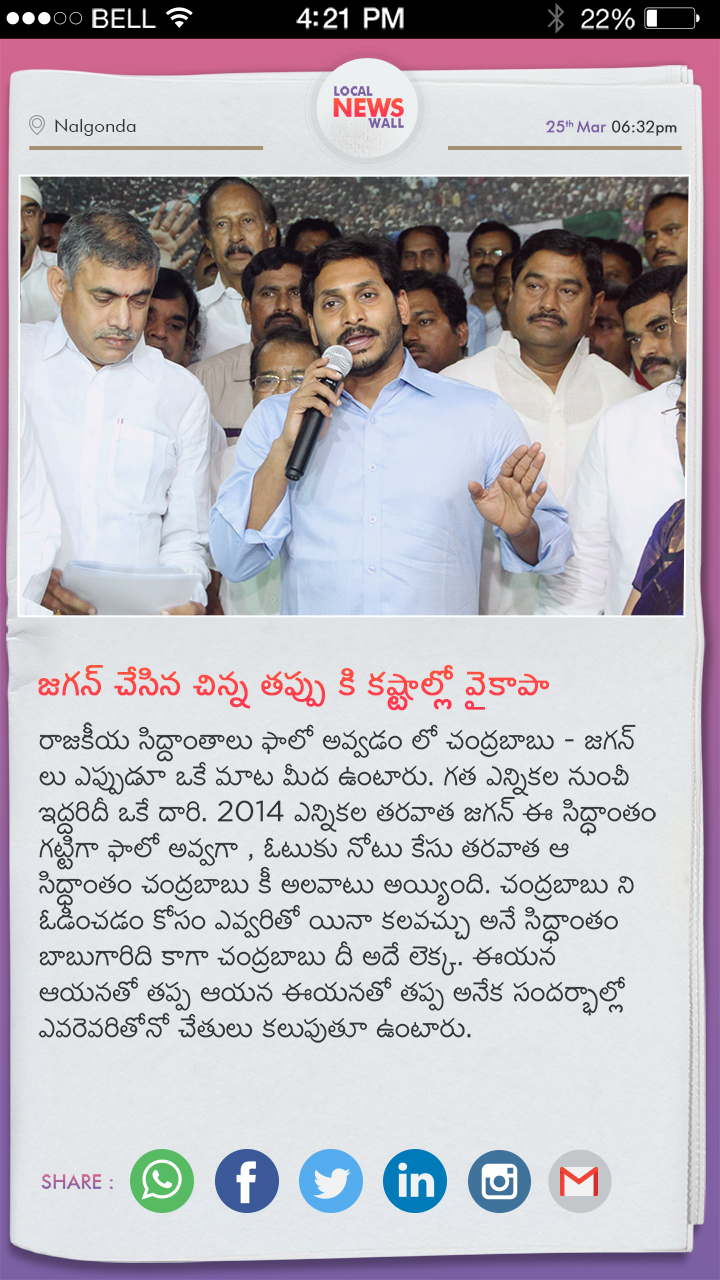 BELL 4:21 PM 22%
LOCAL
NEWS
WALL
Nalgonda
25th Mar 06:32pm
జగన్ చేసిన చిన్న తప్పు కి కష్టాల్లో వైకాపా
రాజకీయ సిద్దాంతాలు ఫాలో అవ్వడం లో చంద్రబాబు - జగన్
లు ఎప్పుడూ ఒకే మాట మీద ఉంటారు. గత ఎన్నికల నుంచీ
ఇద్దరిదీ ఒకే దారి. 2014 ఎన్నికల తరవాత జగన్ ఈ సిద్ధాంతం
గట్టిగా ఫాలో అవ్వగా , ఓటుకు నోటు కేసు తరవాత ఆ
సిద్ధాంతం చంద్రబాబు కీ అలవాటు అయ్యింది. చంద్రబాబు ని
ఓడించడం కోసం ఎవ్వరితో యినా కలవచ్చు అనే సిద్ధాంతం
బాబుగారిది కాగా చంద్రబాబు దీ అదే లెక్క. ఈయన
ఆయనతో తప్ప ఆయన ఈయనతో తప్ప అనేక సందర్భాల్లో
ఎవరెవరితోనో చేతులు కలుపుతూ ఉంటారు.
SHARE :